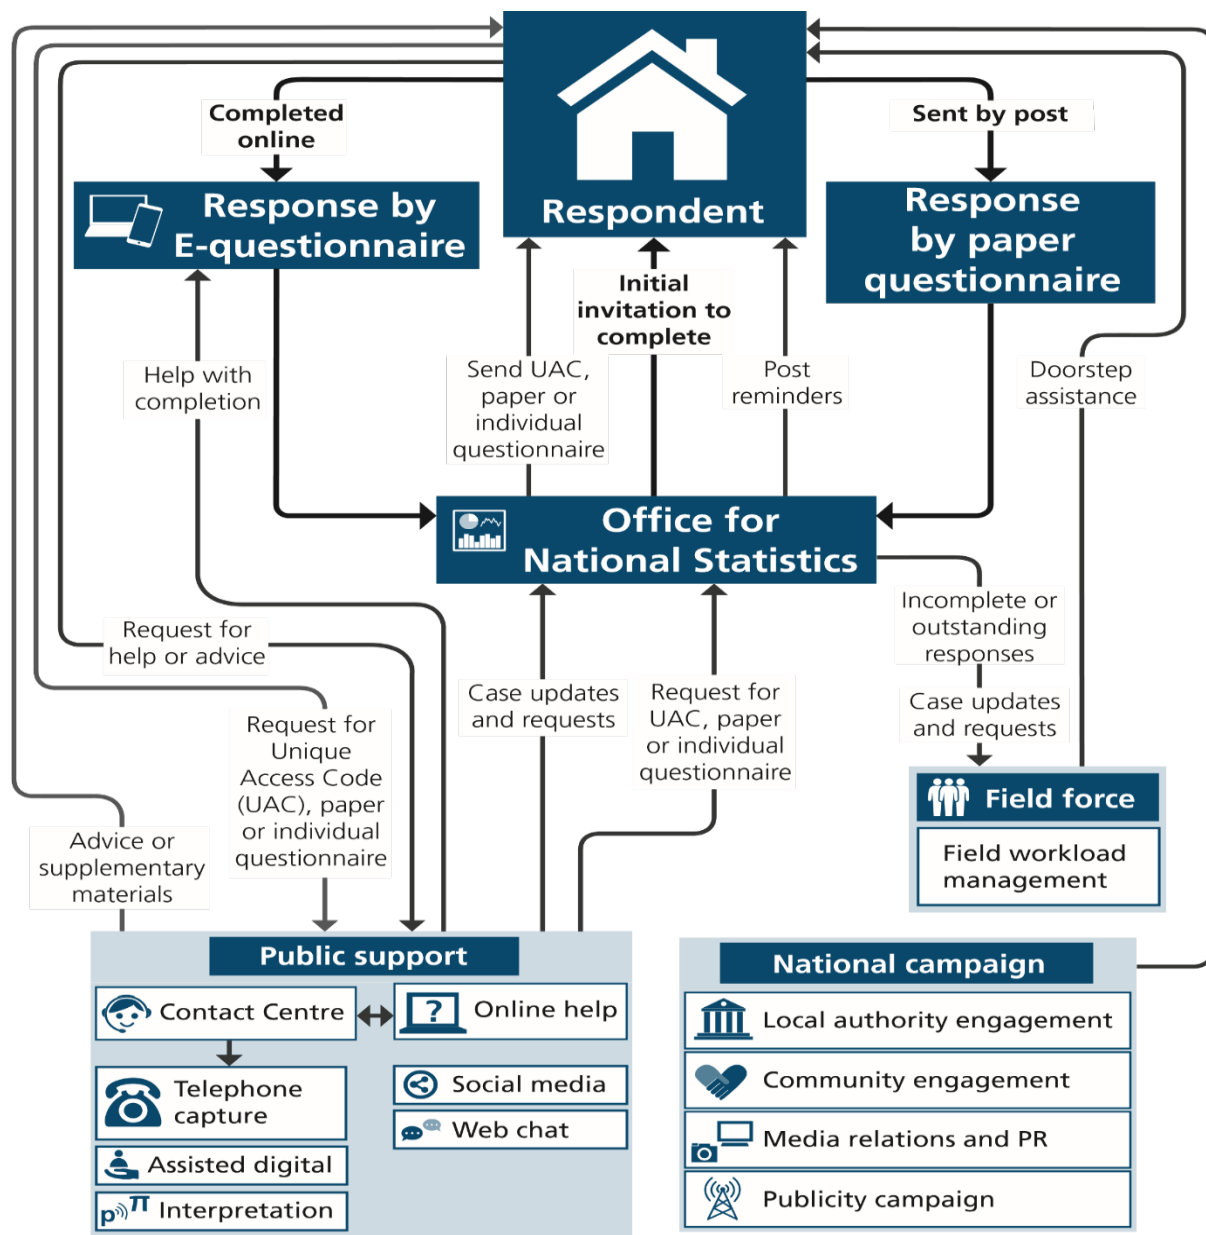 Completed
online
Sent by post
Respondent
Response by
E-questionnaire
Response
by paper
questionnaire
Initial
invitation to
complete
Help with
completion
Send UAC,
paper or
individual
questionnaire
Post
reminders
Doorstep
assistance
Office for
National Statistics
Request for
help or advice
Case updates
and requests
Request for
UAC, paper
or individual
questionnaire
Incomplete or
outstanding
responses
Case updates
and requests
Request for
Unique
Access Code
(UAC), paper
or individual
questionnaire
Advice or
supplementary
materials
Field force
Field workload
management
Public support
Contact Centre
?
Online help
Telephone
capture
Social media
Web chat
Assisted digital
p π
Interpretation
National campaign
Local authority engagement
Community engagement
Media relations and PR
Publicity campaign